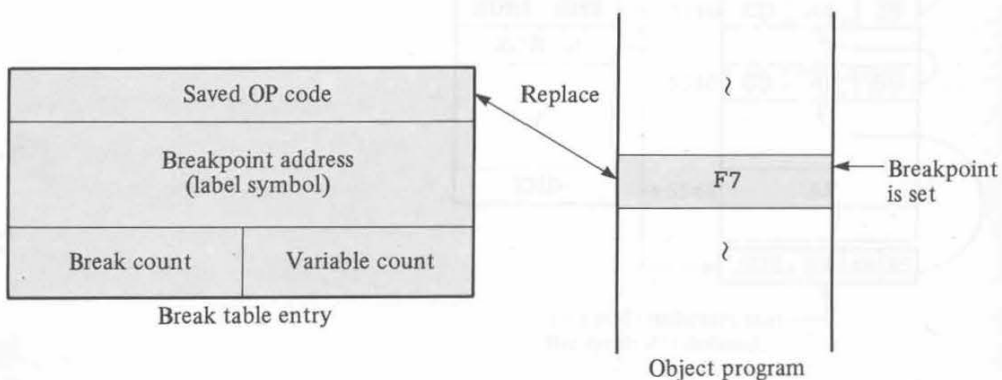 Saved OP code
Breakpoint address
(label symbol)
Break count
Variable count
Break table entry
Replace
~
F7
~
Breakpoint
is set
Object program